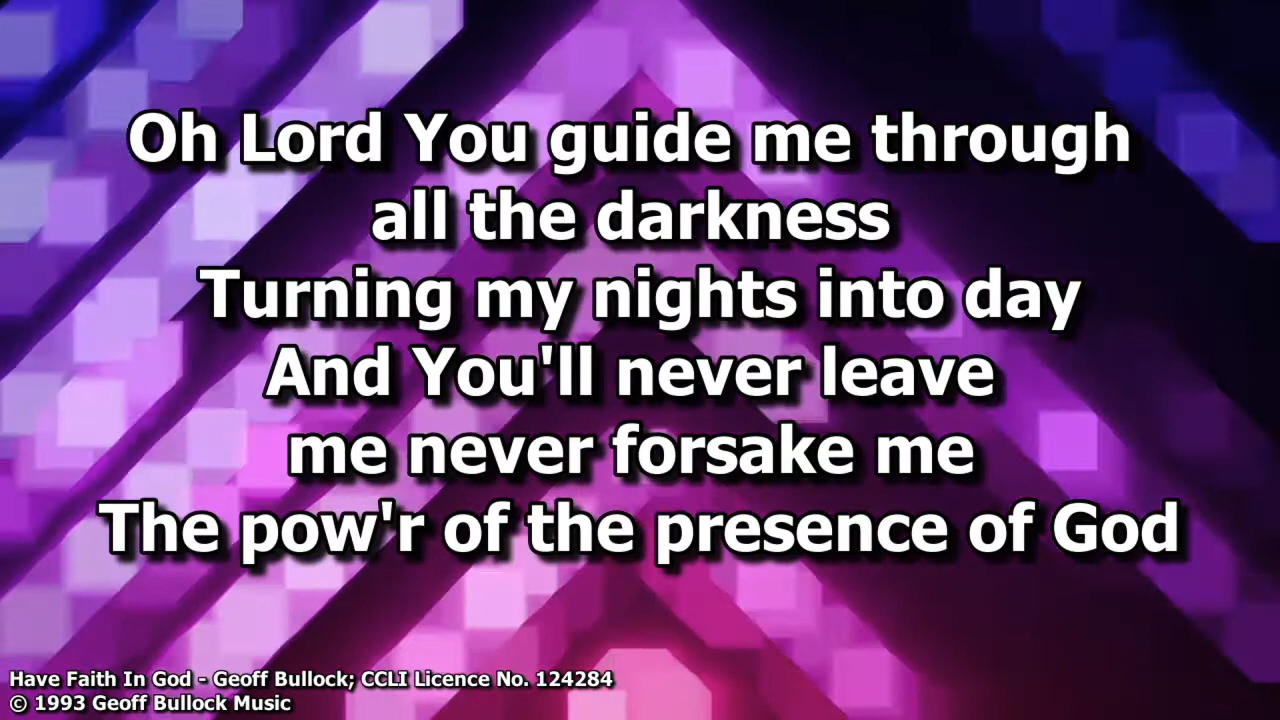 Oh Lord You guide me through
all the darkness
Turning my nights into day
And You'll never leave
me never forsake me
The pow'r of the presence of God
Have Faith In God - Geoff Bullock; CCLI Licence No. 124284
© 1993 Geoff Bullock Music